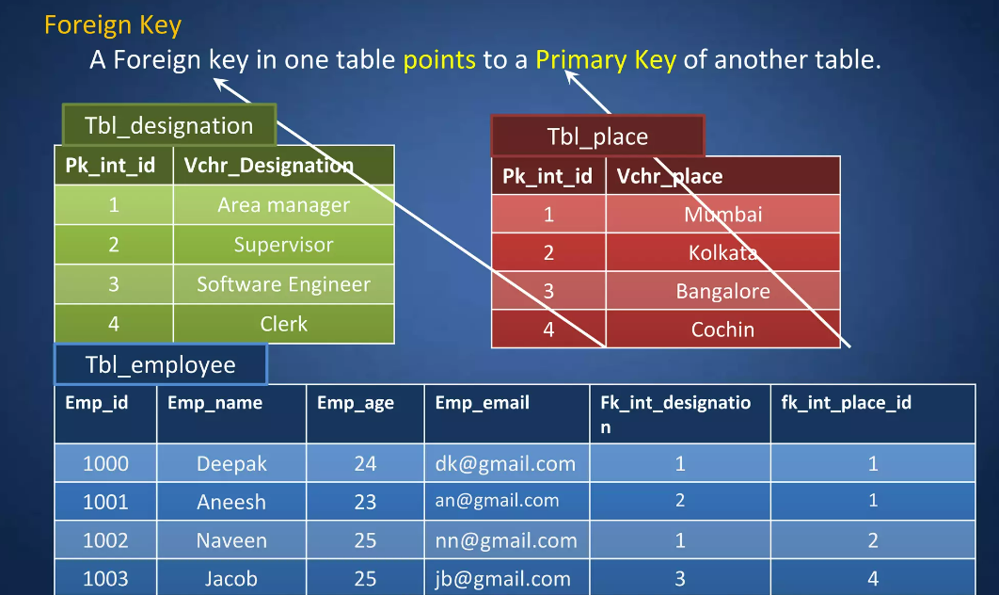 Foreign Key
A Foreign key in one table points to a Primary Key of another table.
Tbl_designation
Pk_int_id Vchr_Designation
1 Area manager
2 Supervisor
3 Software Engineer
4 Clerk
Tbl_place
Pk_int_id Vchr_place
1 Mumbai
2 Kolkata
3 Bangalore
4 Cochin
Tbl_employee
Emp_id Emp_name Emp_age Emp_email Fk_int_designatio fk_int_place_id
n
1000 Deepak 24 dk@gmail.com 1 1
1001 Aneesh 23 an@gmail.com 2 1
1002 Naveen 25 nn@gmail.com 1 2
1003 Jacob 25 jb@gmail.com 3 4